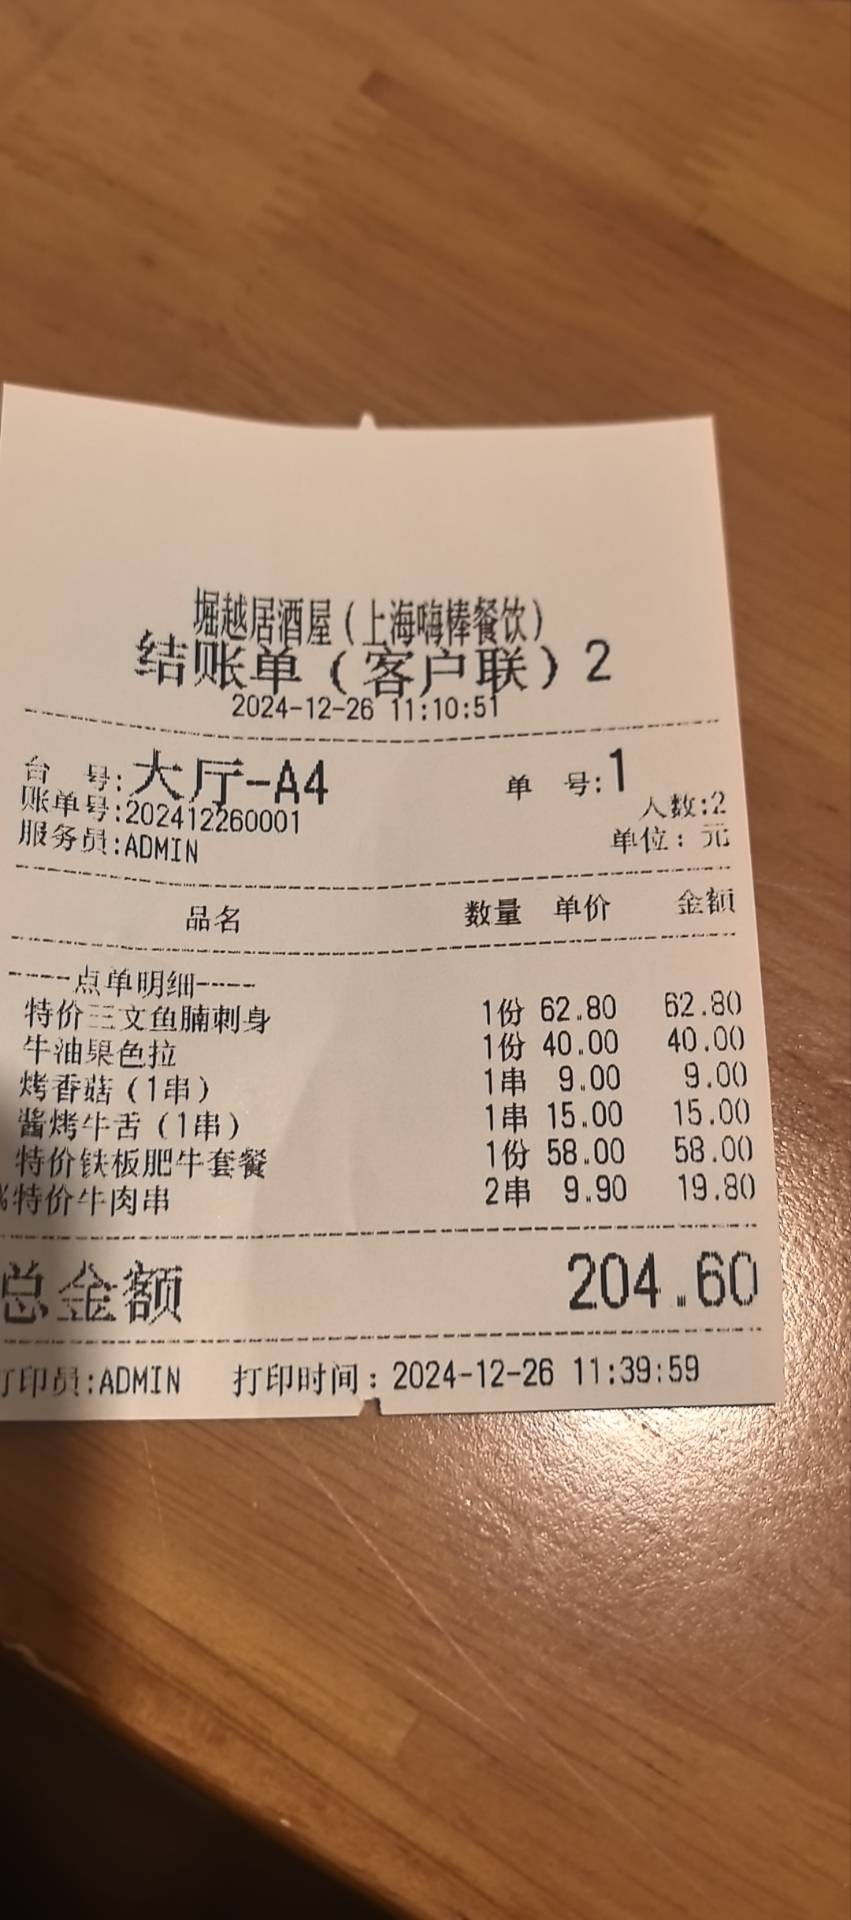 堀越居酒屋(上海嗨棒餐饮)
结账单(客户联)2
2024-12-26 11:10:51
台 号:大厅-A4 单 号:1
账单号:202412260001 人数:2
服务员:ADMIN 单位:元
品名 数量 单价 金额
----点单明细----
特价三文鱼腩刺身 1份 62.80 62.80
牛油果色拉 1份 40.00 40.00
烤香菇(1串) 1串 9.00 9.00
酱烤牛舌(1串) 1串 15.00 15.00
特价铁板肥牛套餐 1份 58.00 58.00
%特价牛肉串 2串 9.90 19.80
总金额 204.60
打印员:ADMIN 打印时间:2024-12-26 11:39:59